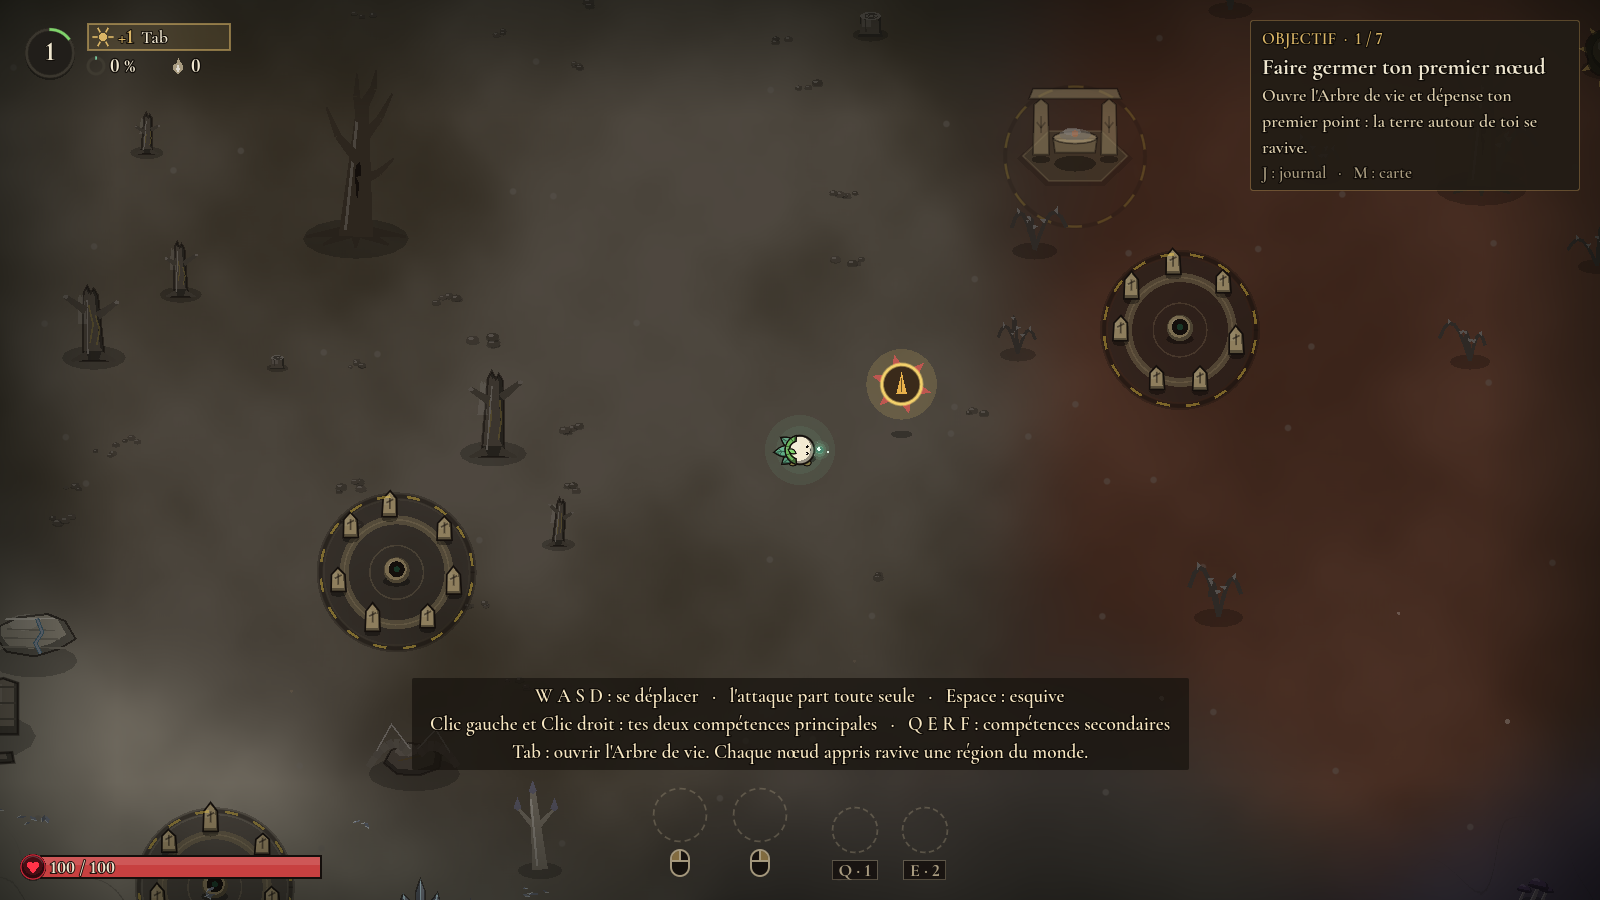 1
+1 Tab
0 %
0
OBJECTIF · 1 / 7
Faire germer ton premier nœud
Ouvre l'Arbre de vie et dépense ton
premier point : la terre autour de toi se
ravive.
J : journal · M : carte
W A S D : se déplacer · l'attaque part toute seule · Espace : esquive
Clic gauche et Clic droit : tes deux compétences principales · Q E R F : compétences secondaires
Tab : ouvrir l'Arbre de vie. Chaque nœud appris ravive une région du monde.
100 / 100
Q · 1
E · 2